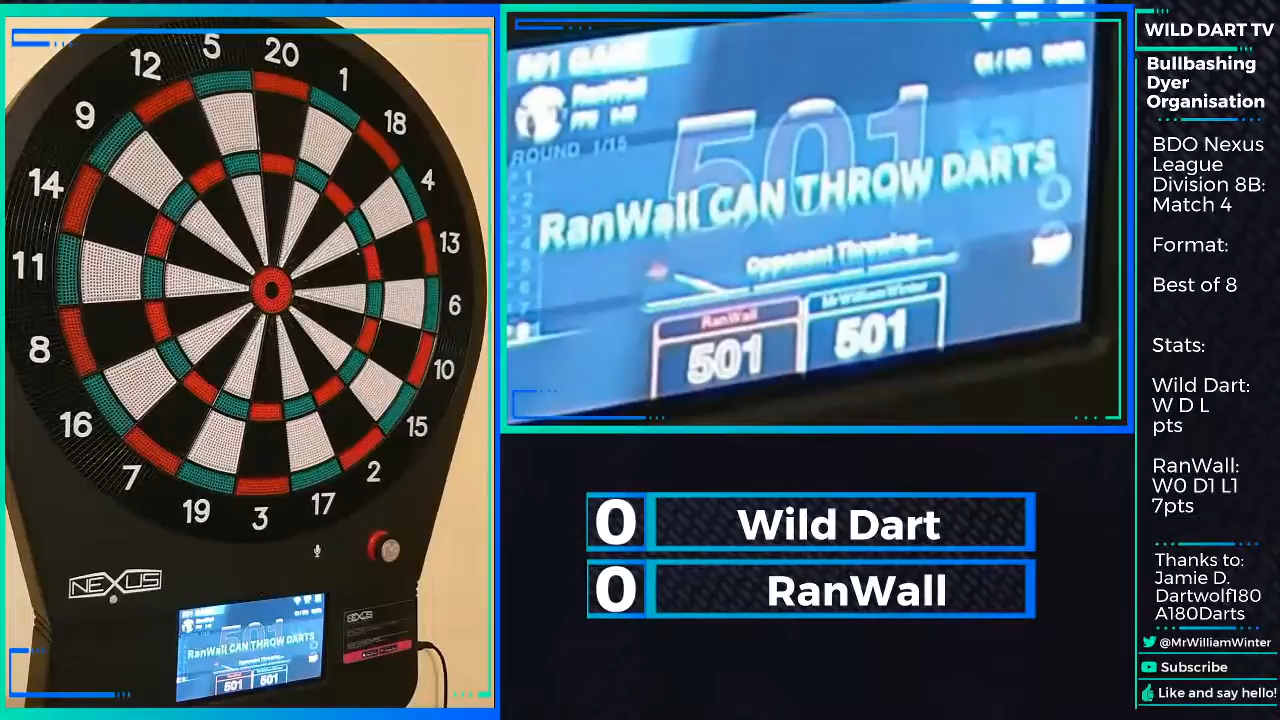 12
5
20
1
9
18
14
4
13
11
6
8
10
16
15
7
2
19
17
3
NEXUS
501 GAME
RanWall
ROUND 1/15
501
RanWall CAN THROW DARTS
Opponent Throwing...
RanWall
MrWilliamWinter
501
501
501
RanWall CAN THROW DARTS
501
501
NEXUS
0
Wild Dart
0
RanWall
WILD DART TV
Bullbashing
Dyer
Organisation
BDO Nexus
League
Division 8B:
Match 4
Format:
Best of 8
Stats:
Wild Dart:
W D L
pts
RanWall:
W0 D1 L1
7pts
Thanks to:
Jamie D.
Dartwolf180
A180Darts
@MrWilliamWinter
Subscribe
Like and say hello!